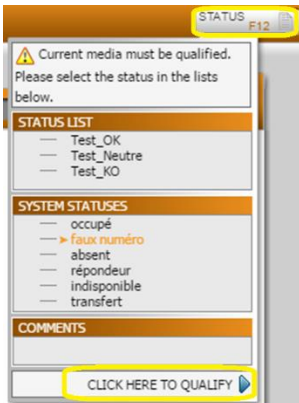 STATUS
F12
Current media must be qualified.
Please select the status in the lists
below.
STATUS LIST
Test_OK
Test_Neutre
Test_KO
SYSTEM STATUSES
occupé
faux numéro
absent
répondeur
indisponible
transfert
COMMENTS
CLICK HERE TO QUALIFY